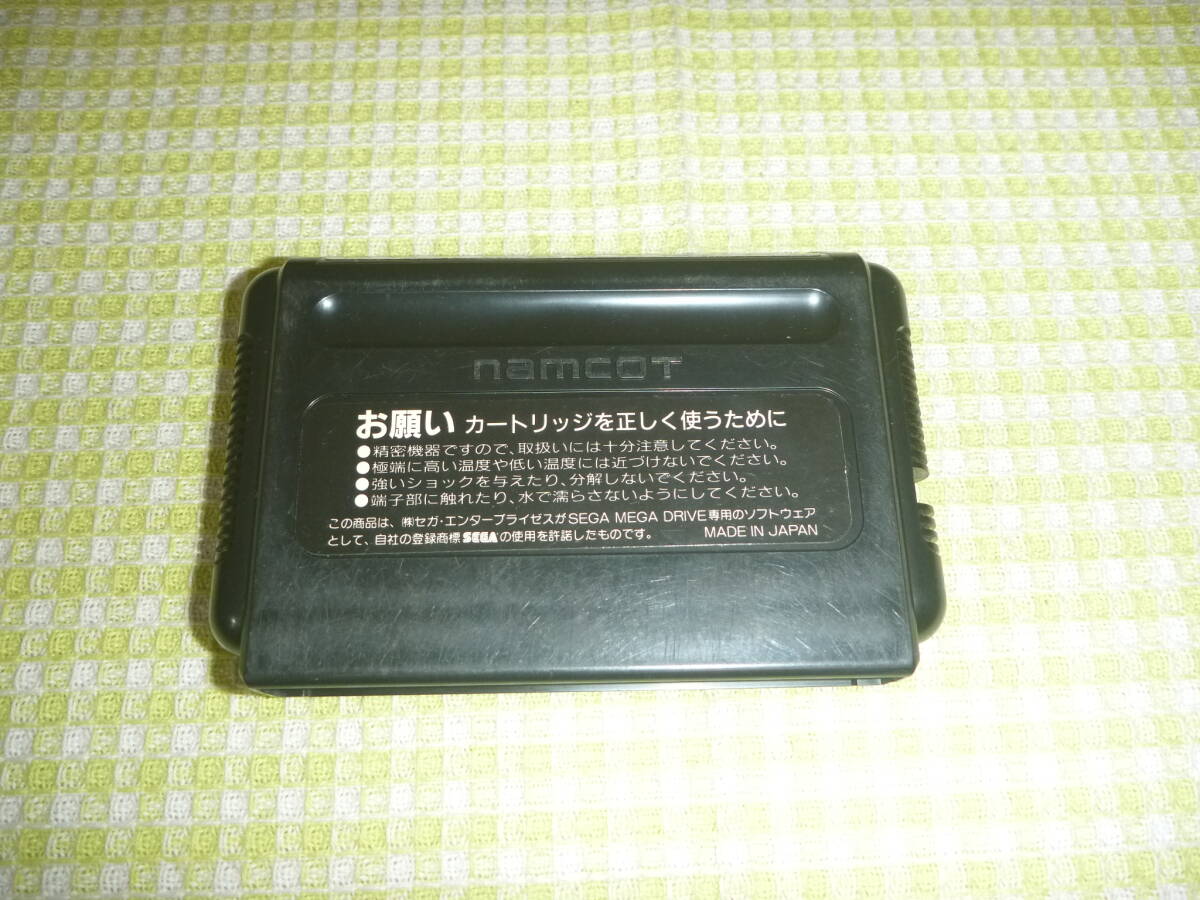 namcoT
お願い カートリッジを正しく使うために
●精密機器ですので、取扱いには十分注意してください。
●極端に高い温度や低い温度には近づけないでください。
●強いショックを与えたり、分解しないでください。
●端子部に触れたり、水で濡らさないようにしてください。
この商品は、㈱セガ・エンタープライゼスがSEGA MEGA DRIVE専用のソフトウェア
として、自社の登録商標SEGAの使用を許諾したものです。 MADE IN JAPAN